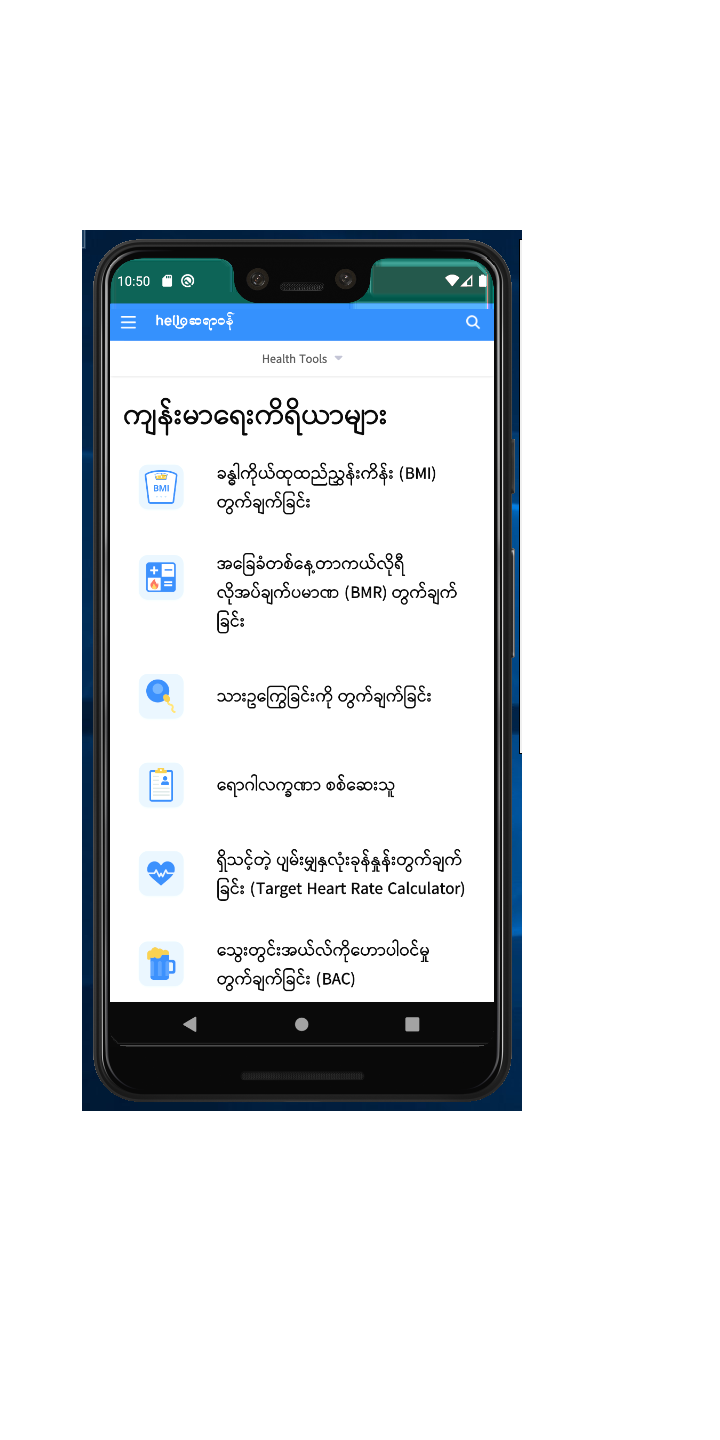 10:50
helloဆရာဝန်
Health Tools
ကျန်းမာရေးကိရိယာများ
BMI
ခန္ဓါကိုယ်ထုထည်ညွှန်းကိန်း (BMI)
တွက်ချက်ခြင်း
အခြေခံတစ်နေ့တာကယ်လိုရီ
လိုအပ်ချက်ပမာဏ (BMR) တွက်ချက်
ခြင်း
သားဥကြွေခြင်းကို တွက်ချက်ခြင်း
ရောဂါလက္ခဏာ စစ်ဆေးသူ
ရှိသင့်တဲ့ ပျမ်းမျှနှလုံးခုန်နှုန်းတွက်ချက်
ခြင်း (Target Heart Rate Calculator)
သွေးတွင်းအယ်လ်ကိုဟောပါဝင်မှု
တွက်ချက်ခြင်း (BAC)